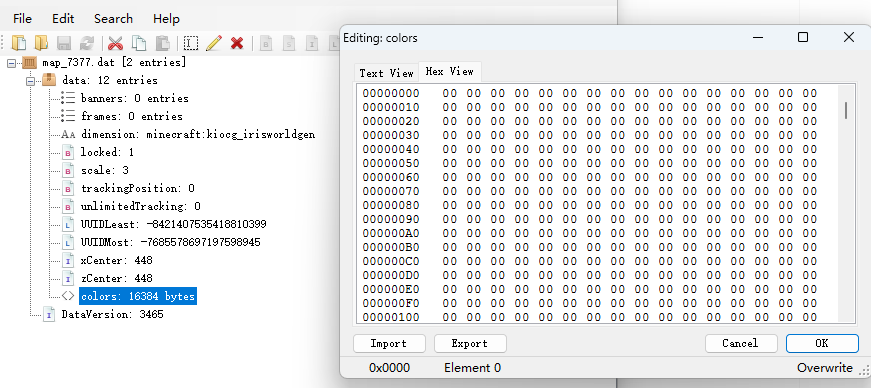 File Edit Search Help
map_7377.dat [2 entries]
data: 12 entries
banners: 0 entries
frames: 0 entries
dimension: minecraft:kiocg_irisworldgen
locked: 1
scale: 3
trackingPosition: 0
unlimitedTracking: 0
UUIDLeast: -8421407535418810399
UUIDMost: -7685578697197598945
xCenter: 448
zCenter: 448
colors: 16384 bytes
DataVersion: 3465
Editing: colors
Text View Hex View
00000000 00 00 00 00 00 00 00 00 00 00 00 00 00 00 00 00
00000010 00 00 00 00 00 00 00 00 00 00 00 00 00 00 00 00
00000020 00 00 00 00 00 00 00 00 00 00 00 00 00 00 00 00
00000030 00 00 00 00 00 00 00 00 00 00 00 00 00 00 00 00
00000040 00 00 00 00 00 00 00 00 00 00 00 00 00 00 00 00
00000050 00 00 00 00 00 00 00 00 00 00 00 00 00 00 00 00
00000060 00 00 00 00 00 00 00 00 00 00 00 00 00 00 00 00
00000070 00 00 00 00 00 00 00 00 00 00 00 00 00 00 00 00
00000080 00 00 00 00 00 00 00 00 00 00 00 00 00 00 00 00
00000090 00 00 00 00 00 00 00 00 00 00 00 00 00 00 00 00
000000A0 00 00 00 00 00 00 00 00 00 00 00 00 00 00 00 00
000000B0 00 00 00 00 00 00 00 00 00 00 00 00 00 00 00 00
000000C0 00 00 00 00 00 00 00 00 00 00 00 00 00 00 00 00
000000D0 00 00 00 00 00 00 00 00 00 00 00 00 00 00 00 00
000000E0 00 00 00 00 00 00 00 00 00 00 00 00 00 00 00 00
000000F0 00 00 00 00 00 00 00 00 00 00 00 00 00 00 00 00
00000100 00 00 00 00 00 00 00 00 00 00 00 00 00 00 00 00
Import Export Cancel OK
0x0000 Element 0 Overwrite